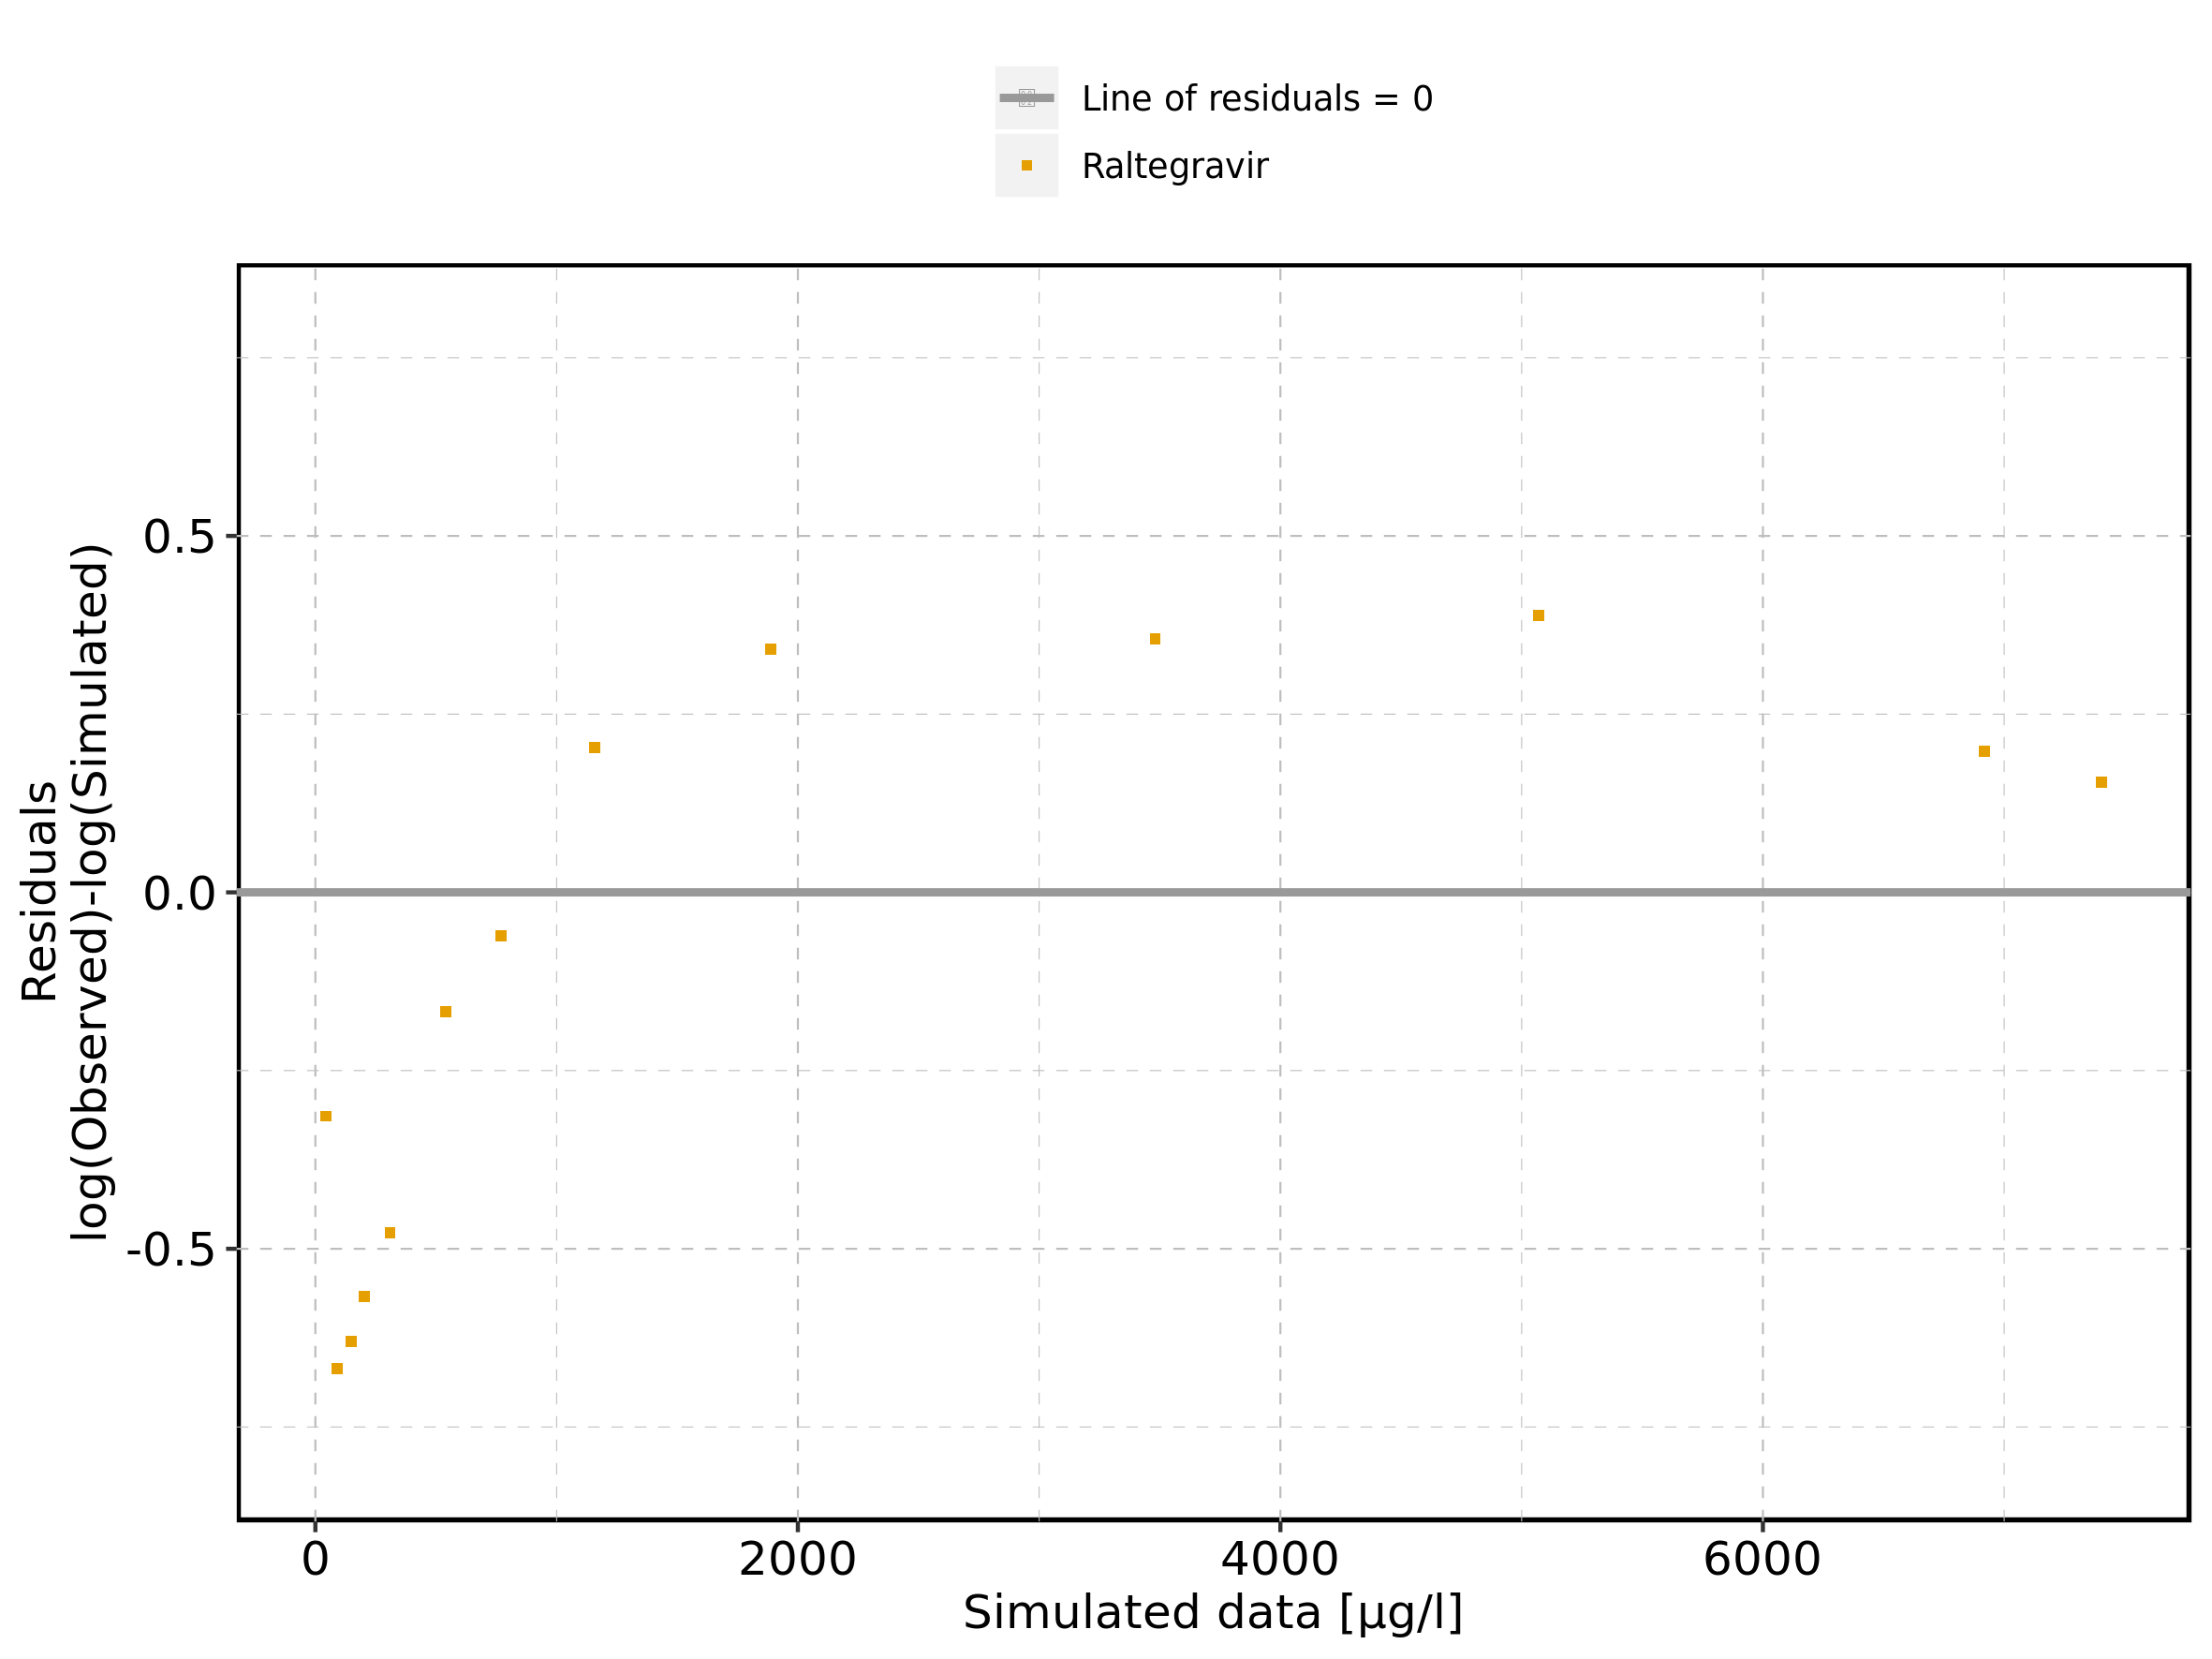 Line of residuals = 0
Raltegravir
Residuals
log(Observed)-log(Simulated)
0.5
0.0
-0.5
0
2000
4000
6000
Simulated data [µg/l]